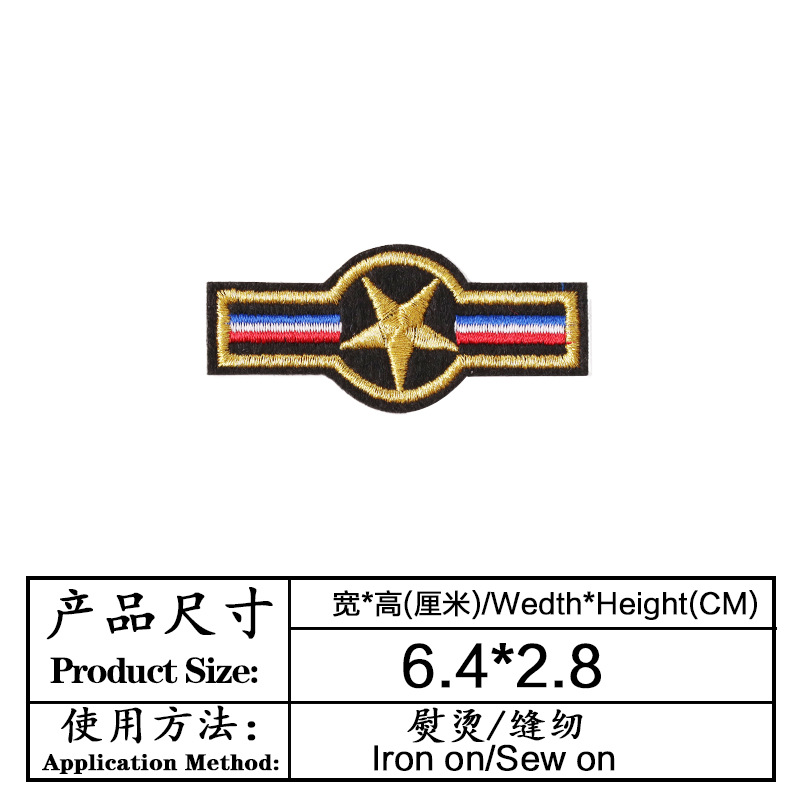 产品尺寸
Product Size:
宽*高(厘米)/Wedth*Height(CM)
6.4*2.8
使用方法:
Application Method:
熨烫/缝纫
Iron on/Sew on